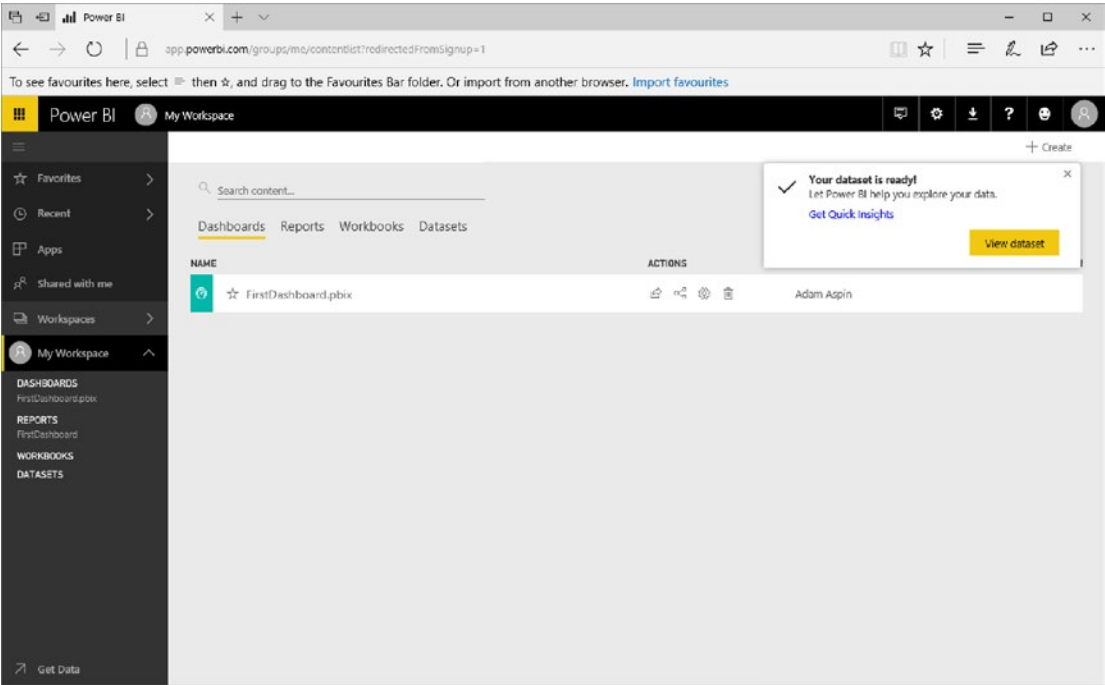 Power BI
app.powerbi.com/groups/me/contentlist?redirectedFromSignup=1
To see favourites here, select then ☆, and drag to the Favourites Bar folder. Or import from another browser. Import favourites
Power BI My Workspace
+ Create
Favorites
Recent
Apps
Shared with me
Workspaces
My Workspace
DASHBOARDS
FirstDashboard.pbix
REPORTS
FirstDashboard
WORKBOOKS
DATASETS
Get Data
Search content...
Dashboards Reports Workbooks Datasets
NAME ACTIONS
FirstDashboard.pbix Adam Aspin
Your dataset is ready!
Let Power BI help you explore your data.
Get Quick Insights
View dataset